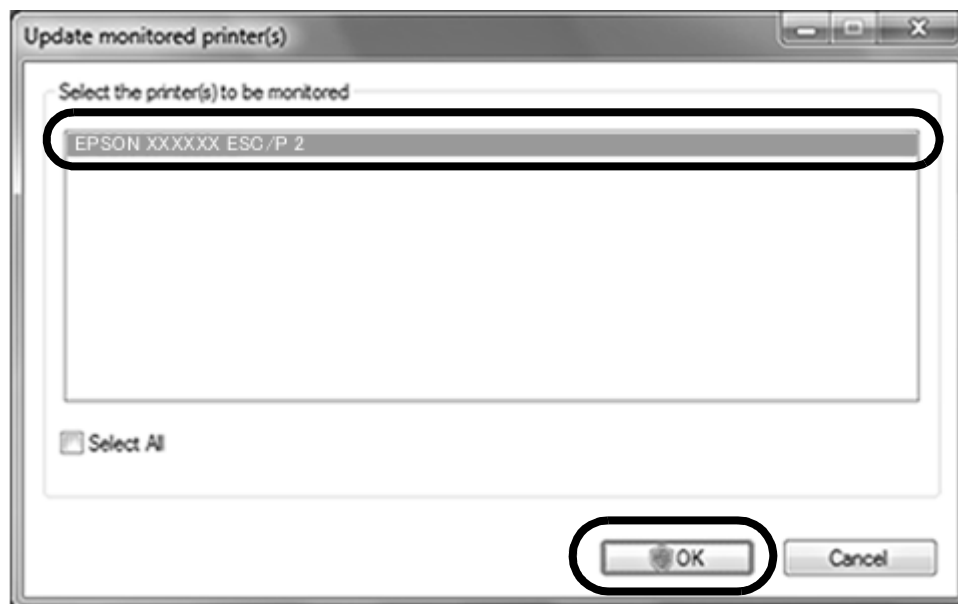 Update monitored printer(s)
Select the printer(s) to be monitored
EPSON XXXXXX ESC/P 2
Select All
OK
Cancel